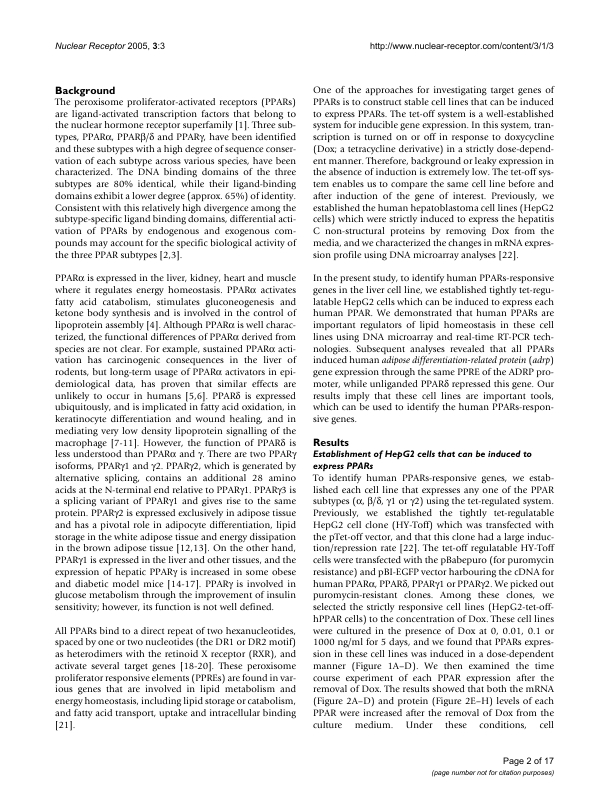 Nuclear Receptor 2005, 3:3
http://www.nuclear-receptor.com/content/3/1/3
Background
The peroxisome proliferator-activated receptors (PPARs)
are ligand-activated transcription factors that belong to
the nuclear hormone receptor superfamily [1]. Three sub-
types, PPARα, PPARβ/δ and PPARγ, have been identified
and these subtypes with a high degree of sequence conser-
vation of each subtype across various species, have been
characterized. The DNA binding domains of the three
subtypes are 80% identical, while their ligand-binding
domains exhibit a lower degree (approx. 65%) of identity.
Consistent with this relatively high divergence among the
subtype-specific ligand binding domains, differential acti-
vation of PPARs by endogenous and exogenous com-
pounds may account for the specific biological activity of
the three PPAR subtypes [2,3].
PPARα is expressed in the liver, kidney, heart and muscle
where it regulates energy homeostasis. PPARα activates
fatty acid catabolism, stimulates gluconeogenesis and
ketone body synthesis and is involved in the control of
lipoprotein assembly [4]. Although PPARα is well charac-
terized, the functional differences of PPARα derived from
species are not clear. For example, sustained PPARα acti-
vation has carcinogenic consequences in the liver of
rodents, but long-term usage of PPARα activators in epi-
demiological data, has proven that similar effects are
unlikely to occur in humans [5,6]. PPARδ is expressed
ubiquitously, and is implicated in fatty acid oxidation, in
keratinocyte differentiation and wound healing, and in
mediating very low density lipoprotein signalling of the
macrophage [7-11]. However, the function of PPARδ is
less understood than PPARα and γ. There are two PPARγ
isoforms, PPARγ1 and γ2. PPARγ2, which is generated by
alternative splicing, contains an additional 28 amino
acids at the N-terminal end relative to PPARγ1. PPARγ3 is
a splicing variant of PPARγ1 and gives rise to the same
protein. PPARγ2 is expressed exclusively in adipose tissue
and has a pivotal role in adipocyte differentiation, lipid
storage in the white adipose tissue and energy dissipation
in the brown adipose tissue [12,13]. On the other hand,
PPARγ1 is expressed in the liver and other tissues, and the
expression of hepatic PPARγ is increased in some obese
and diabetic model mice [14-17]. PPARγ is involved in
glucose metabolism through the improvement of insulin
sensitivity; however, its function is not well defined.
All PPARs bind to a direct repeat of two hexanucleotides,
spaced by one or two nucleotides (the DR1 or DR2 motif)
as heterodimers with the retinoid X receptor (RXR), and
activate several target genes [18-20]. These peroxisome
proliferator responsive elements (PPREs) are found in var-
ious genes that are involved in lipid metabolism and
energy homeostasis, including lipid storage or catabolism,
and fatty acid transport, uptake and intracellular binding
[21].
One of the approaches for investigating target genes of
PPARs is to construct stable cell lines that can be induced
to express PPARs. The tet-off system is a well-established
system for inducible gene expression. In this system, tran-
scription is turned on or off in response to doxycycline
(Dox; a tetracycline derivative) in a strictly dose-depend-
ent manner. Therefore, background or leaky expression in
the absence of induction is extremely low. The tet-off sys-
tem enables us to compare the same cell line before and
after induction of the gene of interest. Previously, we
established the human hepatoblastoma cell lines (HepG2
cells) which were strictly induced to express the hepatitis
C non-structural proteins by removing Dox from the
media, and we characterized the changes in mRNA expres-
sion profile using DNA microarray analyses [22].
In the present study, to identify human PPARs-responsive
genes in the liver cell line, we established tightly tet-regu-
latable HepG2 cells which can be induced to express each
human PPAR. We demonstrated that human PPARs are
important regulators of lipid homeostasis in these cell
lines using DNA microarray and real-time RT-PCR tech-
nologies. Subsequent analyses revealed that all PPARs
induced human adipose differentiation-related protein (adrp)
gene expression through the same PPRE of the ADRP pro-
moter, while unliganded PPARδ repressed this gene. Our
results imply that these cell lines are important tools,
which can be used to identify the human PPARs-respon-
sive genes.
Results
Establishment of HepG2 cells that can be induced to
express PPARs
To identify human PPARs-responsive genes, we estab-
lished each cell line that expresses any one of the PPAR
subtypes (α, β/δ, γ1 or γ2) using the tet-regulated system.
Previously, we established the tightly tet-regulatable
HepG2 cell clone (HY-Toff) which was transfected with
the pTet-off vector, and that this clone had a large induc-
tion/repression rate [22]. The tet-off regulatable HY-Toff
cells were transfected with the pBabepuro (for puromycin
resistance) and pBI-EGFP vector harbouring the cDNA for
human PPARα, PPARδ, PPARγ1 or PPARγ2. We picked out
puromycin-resistant clones. Among these clones, we
selected the strictly responsive cell lines (HepG2-tet-off-
hPPAR cells) to the concentration of Dox. These cell lines
were cultured in the presence of Dox at 0, 0.01, 0.1 or
1000 ng/ml for 5 days, and we found that PPARs expres-
sion in these cell lines was induced in a dose-dependent
manner (Figure 1A–D). We then examined the time
course experiment of each PPAR expression after the
removal of Dox. The results showed that both the mRNA
(Figure 2A–D) and protein (Figure 2E–H) levels of each
PPAR were increased after the removal of Dox from the
culture medium. Under these conditions, cell
Page 2 of 17
(page number not for citation purposes)